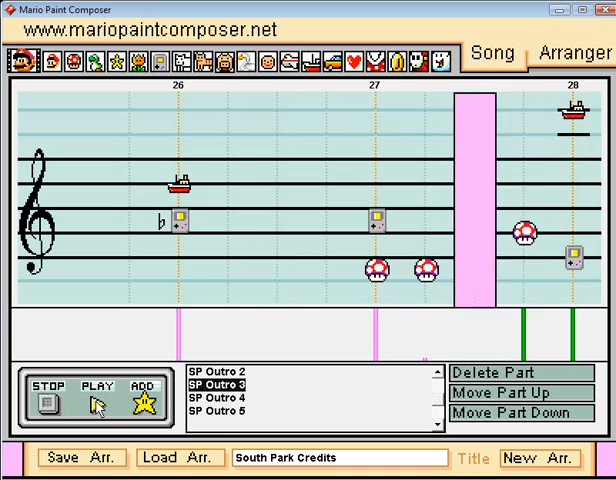 Mario Paint Composer
www.mariopaintcomposer.net
Song
Arranger
26
27
28
STOP
PLAY
ADD
SP Outro 2
SP Outro 3
SP Outro 4
SP Outro 5
Delete Part
Move Part Up
Move Part Down
Save Arr.
Load Arr.
South Park Credits
Title
New Arr.